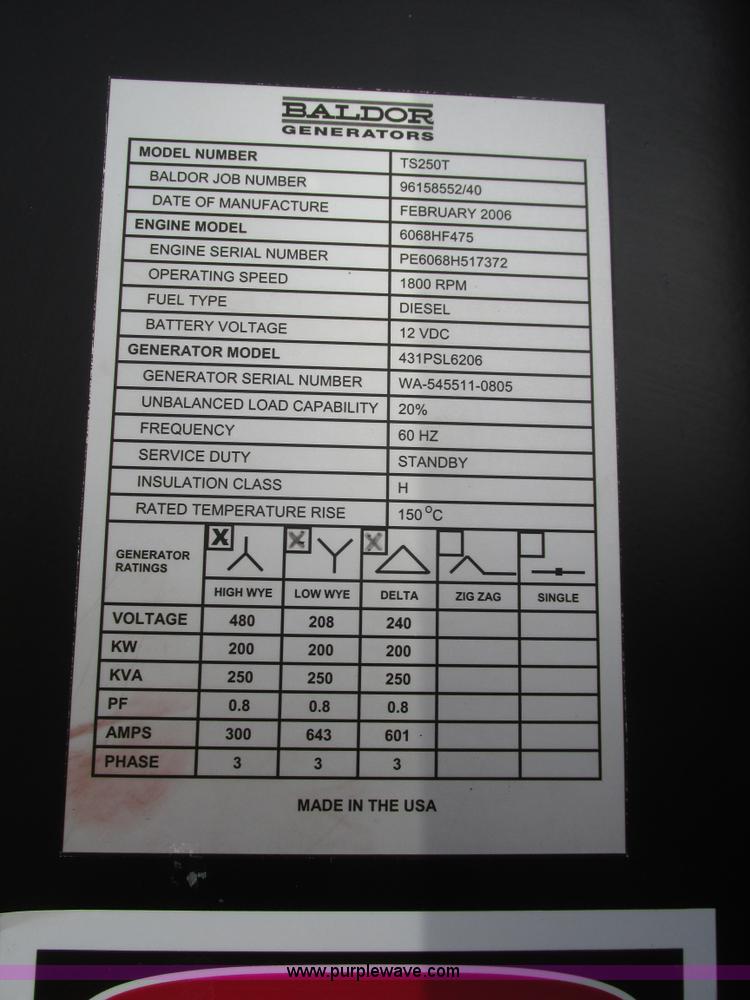 BALDOR
GENERATORS
MODEL NUMBER TS250T
BALDOR JOB NUMBER 96158552/40
DATE OF MANUFACTURE FEBRUARY 2006
ENGINE MODEL 6068HF475
ENGINE SERIAL NUMBER PE6068H517372
OPERATING SPEED 1800 RPM
FUEL TYPE DIESEL
BATTERY VOLTAGE 12 VDC
GENERATOR MODEL 431PSL6206
GENERATOR SERIAL NUMBER WA-545511-0805
UNBALANCED LOAD CAPABILITY 20%
FREQUENCY 60 HZ
SERVICE DUTY STANDBY
INSULATION CLASS H
RATED TEMPERATURE RISE 150 °C
GENERATOR RATINGS X X X
HIGH WYE LOW WYE DELTA ZIG ZAG SINGLE
VOLTAGE 480 208 240
KW 200 200 200
KVA 250 250 250
PF 0.8 0.8 0.8
AMPS 300 643 601
PHASE 3 3 3
MADE IN THE USA
www.purplewave.com